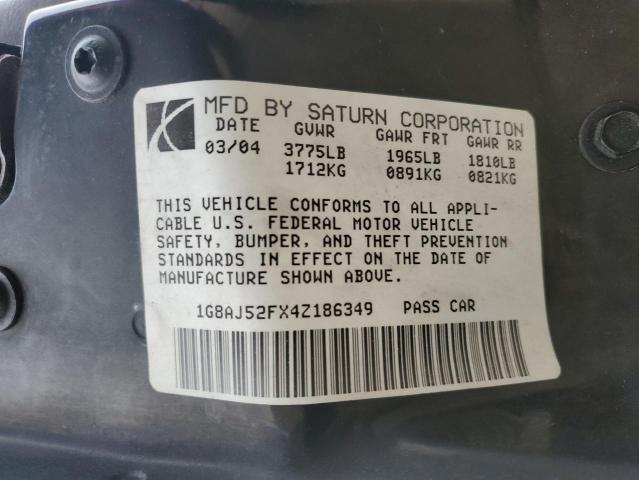 MFD BY SATURN CORPORATION
DATE GVWR GAWR FRT GAWR RR
03/04 3775LB 1965LB 1810LB
1712KG 0891KG 0821KG
THIS VEHICLE CONFORMS TO ALL APPLI-
CABLE U.S. FEDERAL MOTOR VEHICLE
SAFETY, BUMPER, AND THEFT PREVENTION
STANDARDS IN EFFECT ON THE DATE OF
MANUFACTURE SHOWN ABOVE.
1G8AJ52FX4Z186349 PASS CAR